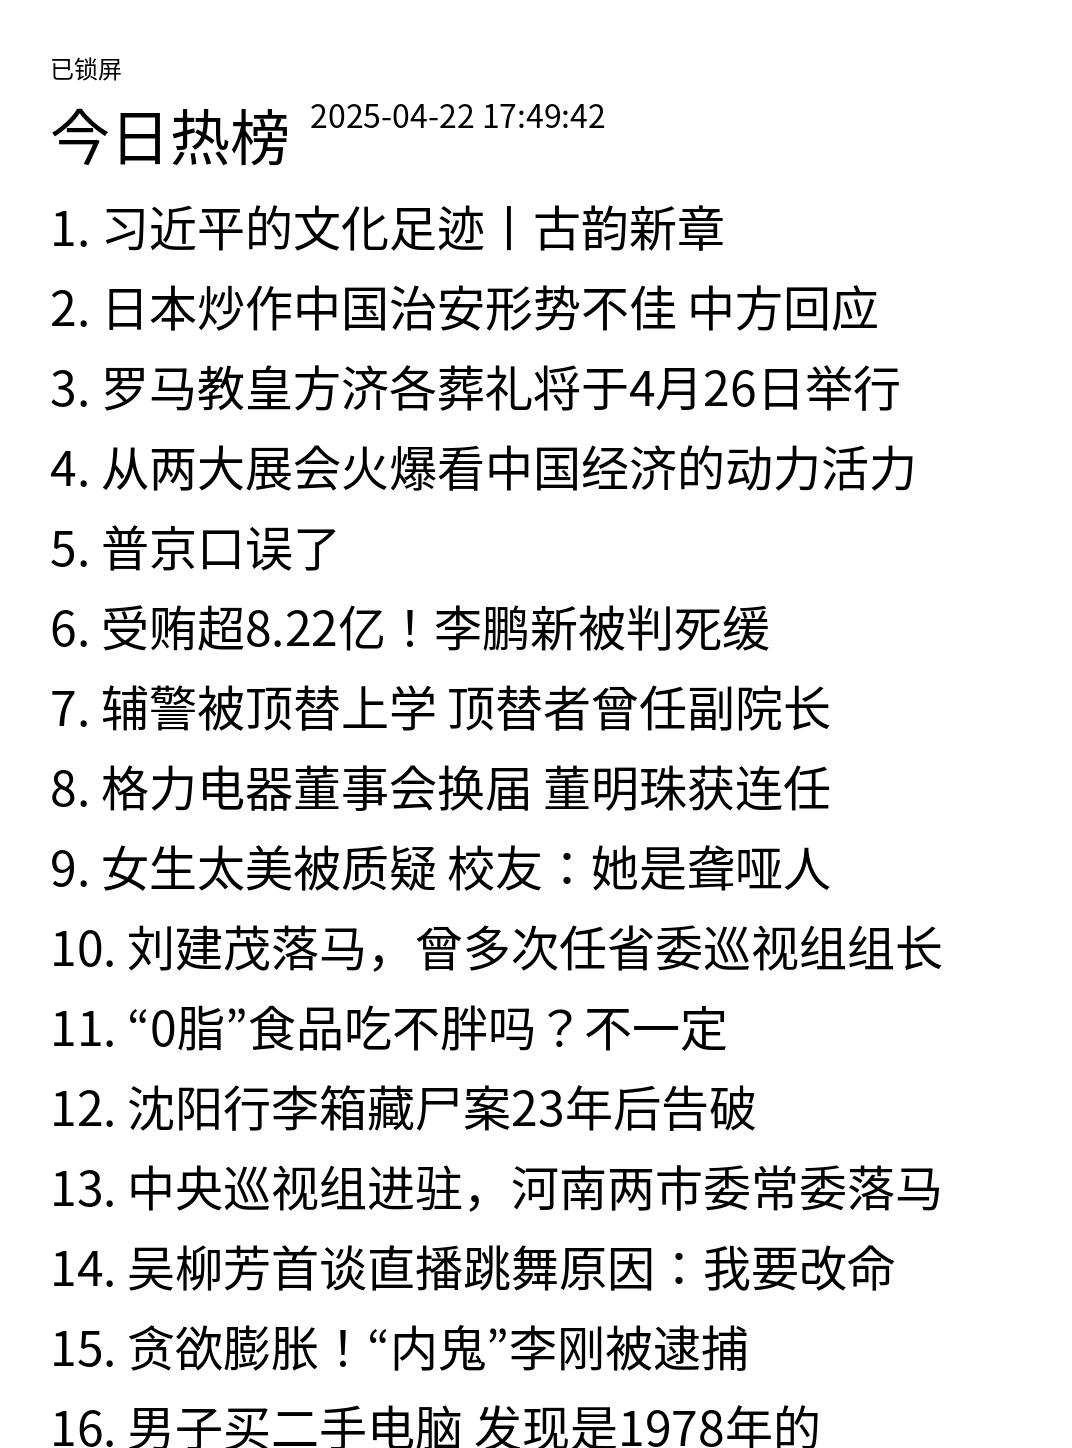 已锁屏
今日热榜 2025-04-22 17:49:42
1. 习近平的文化足迹丨古韵新章
2. 日本炒作中国治安形势不佳 中方回应
3. 罗马教皇方济各葬礼将于4月26日举行
4. 从两大展会火爆看中国经济的动力活力
5. 普京口误了
6. 受贿超8.22亿！李鹏新被判死缓
7. 辅警被顶替上学 顶替者曾任副院长
8. 格力电器董事会换届 董明珠获连任
9. 女生太美被质疑 校友：她是聋哑人
10. 刘建茂落马，曾多次任省委巡视组组长
11. “0脂”食品吃不胖吗？不一定
12. 沈阳行李箱藏尸案23年后告破
13. 中央巡视组进驻，河南两市委常委落马
14. 吴柳芳首谈直播跳舞原因：我要改命
15. 贪欲膨胀！“内鬼”李刚被逮捕
16. 男子买二手电脑 发现是1978年的